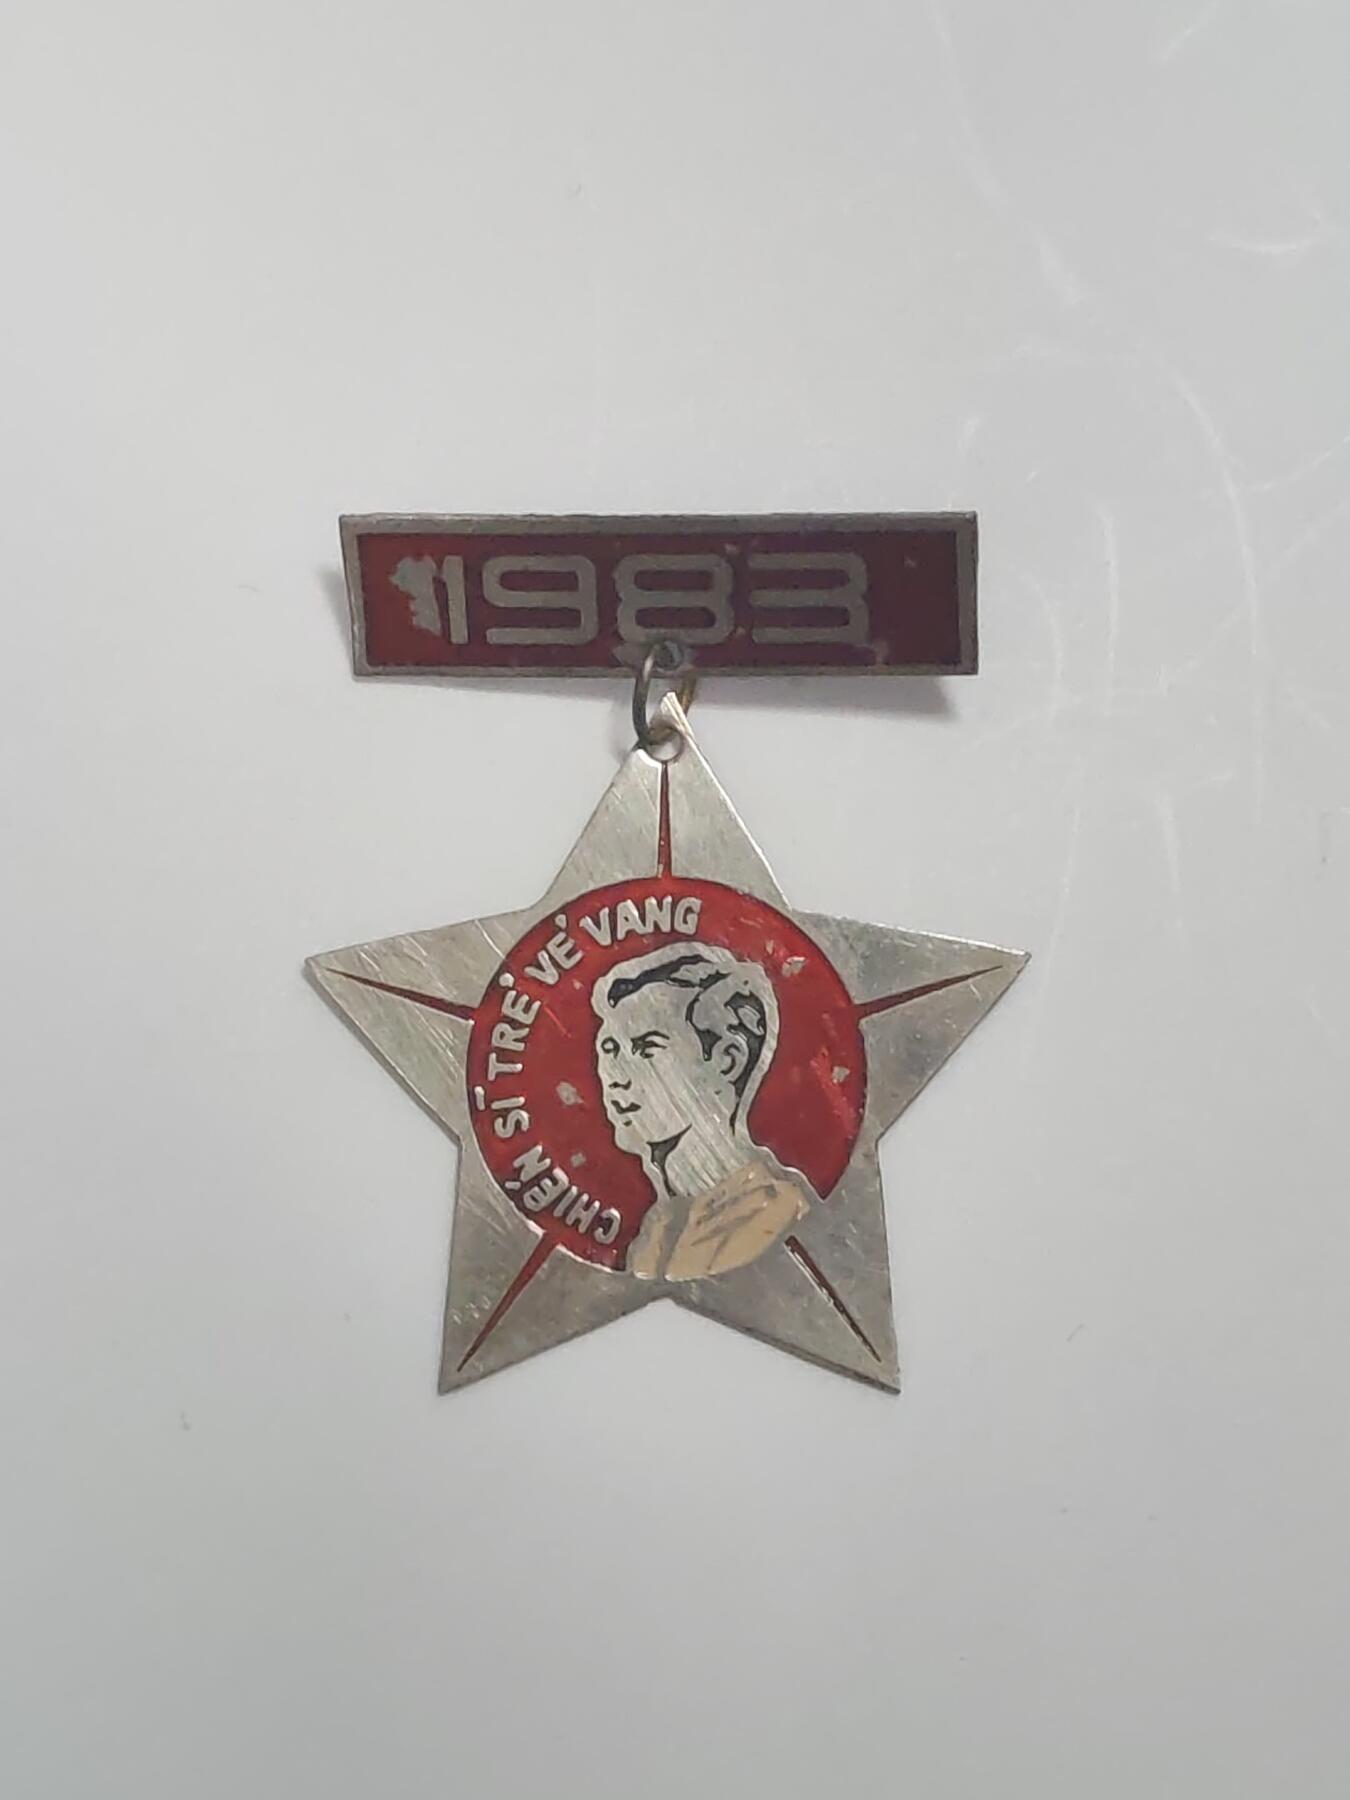 1983
CHIẾN SĨ TRẺ VẺ VANG